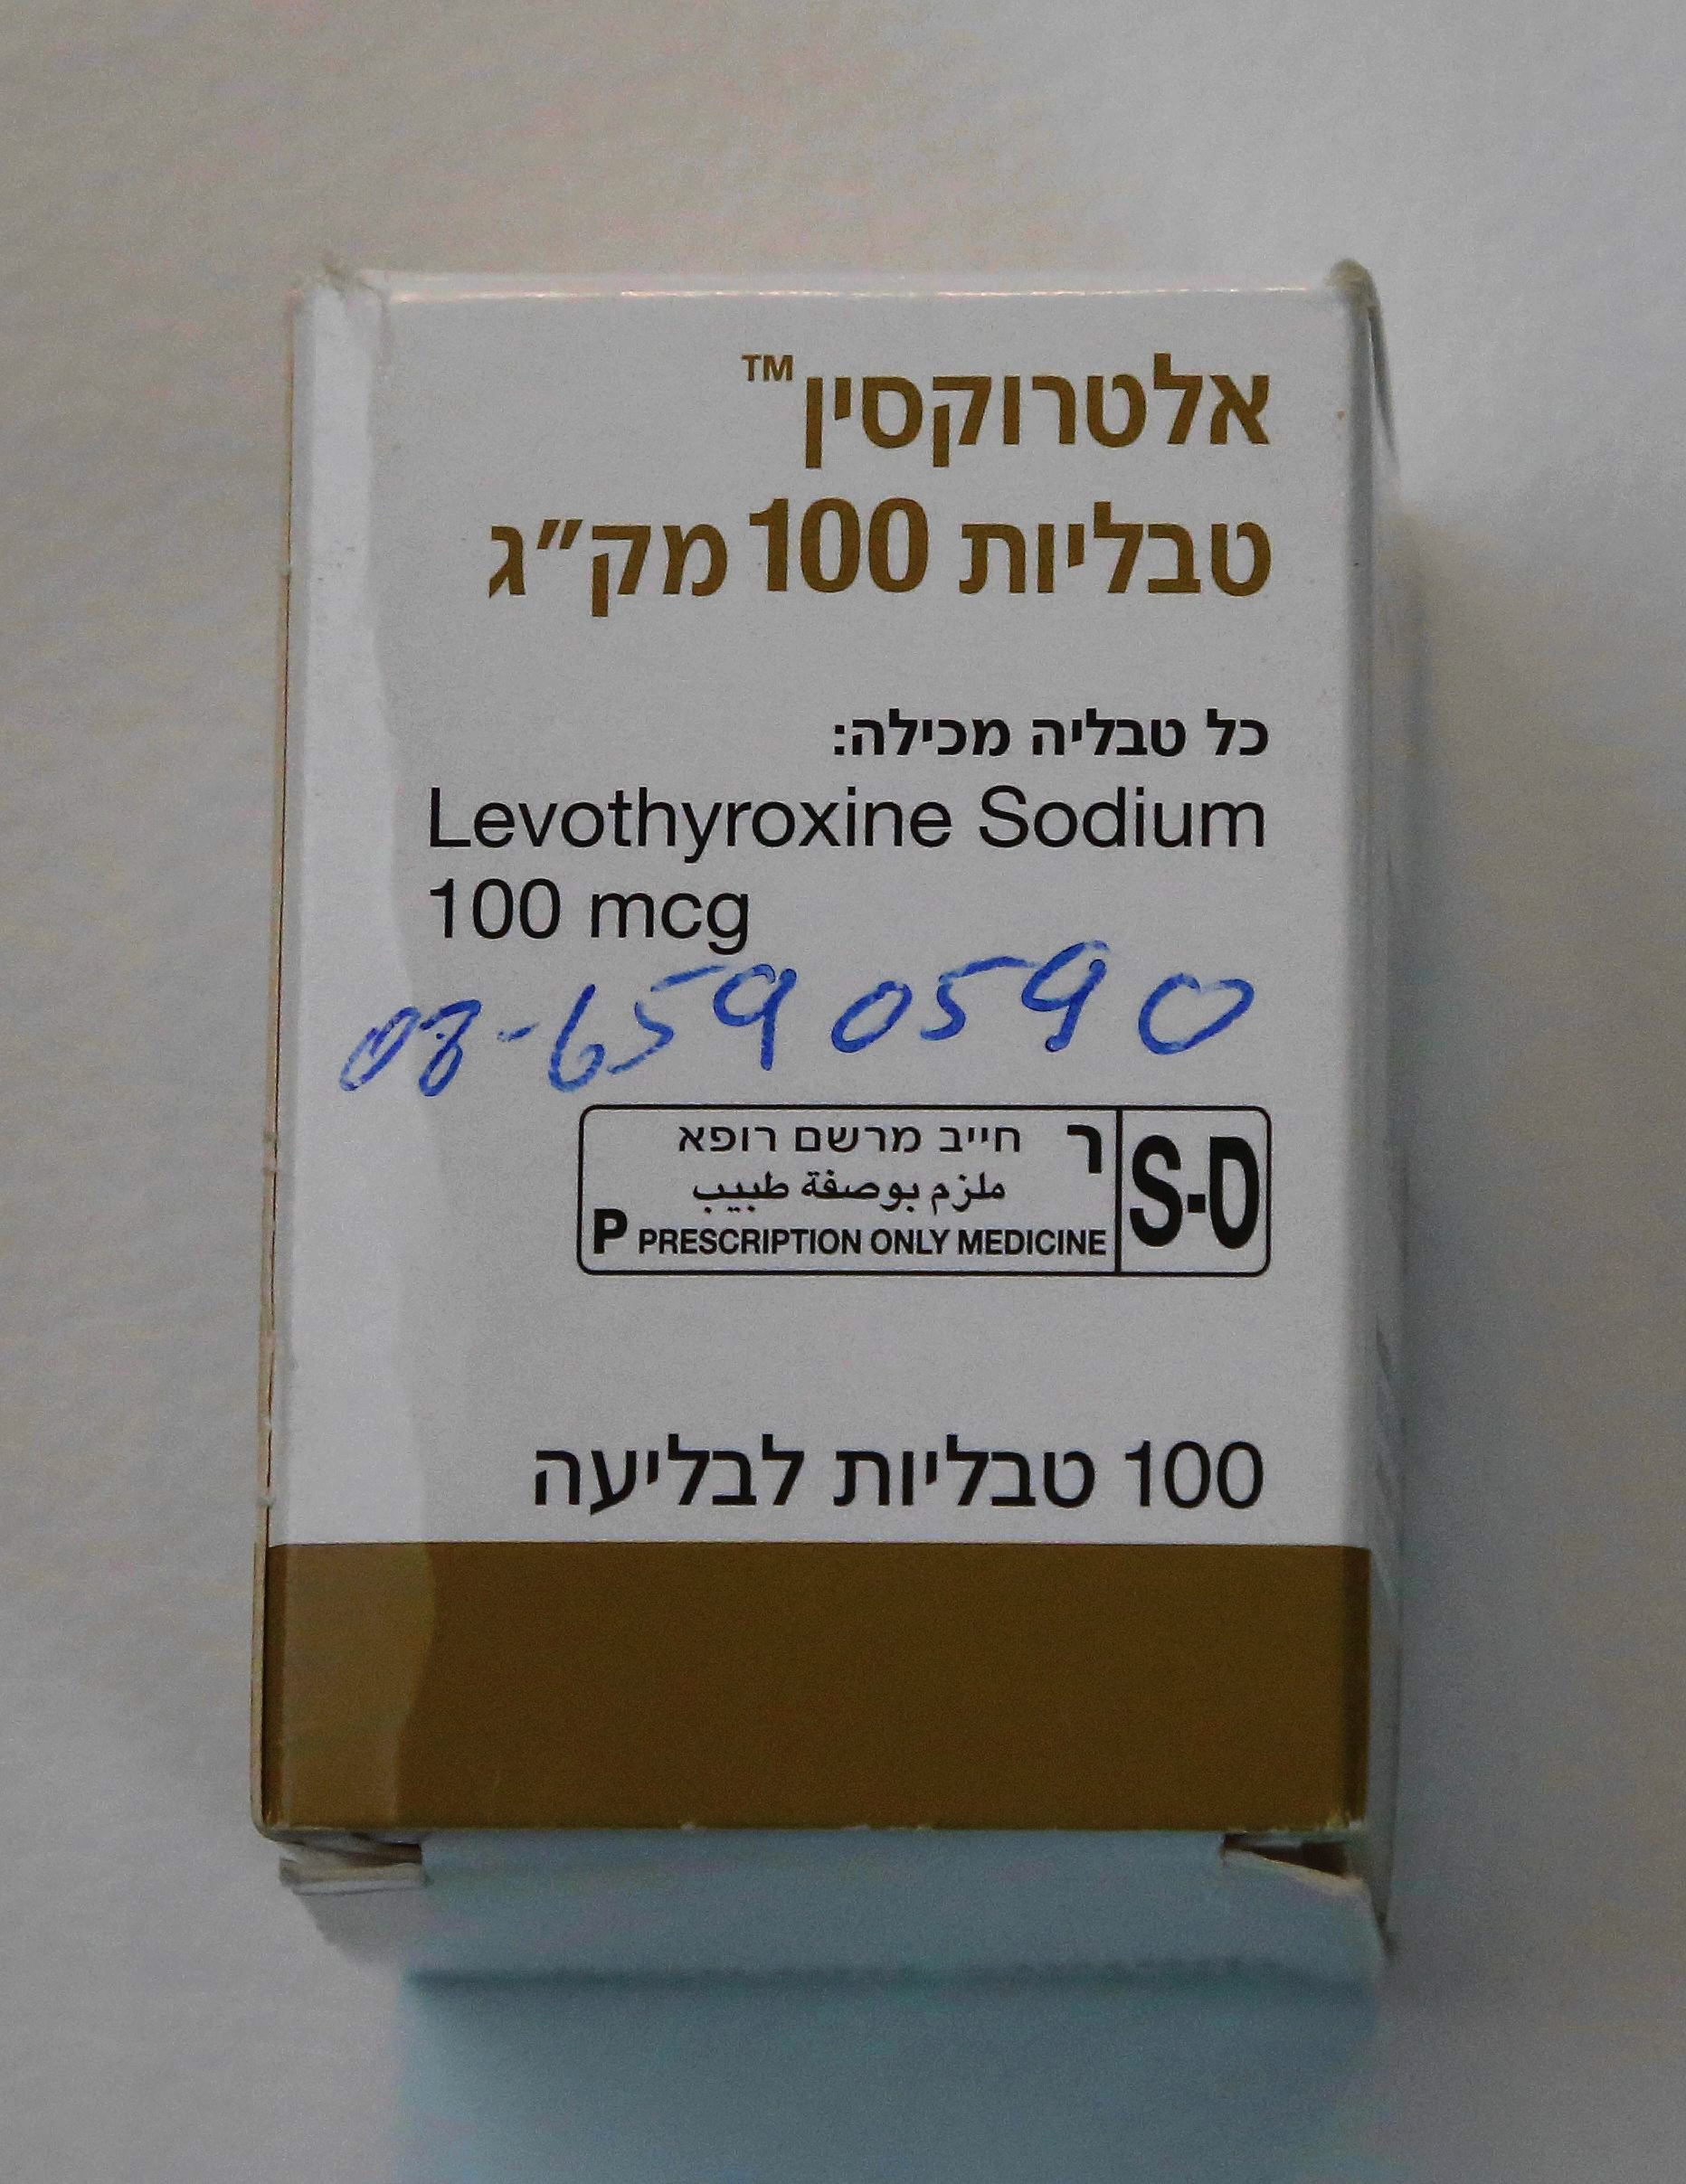 אלטרוקסין™
טבליות 100 מק"ג
כל טבליה מכילה:
Levothyroxine Sodium
100 mcg
08-6590590
חייב מרשם רופא ר
ملزم بوصفة طبيب
P PRESCRIPTION ONLY MEDICINE
S-D
100 טבליות לבליעה